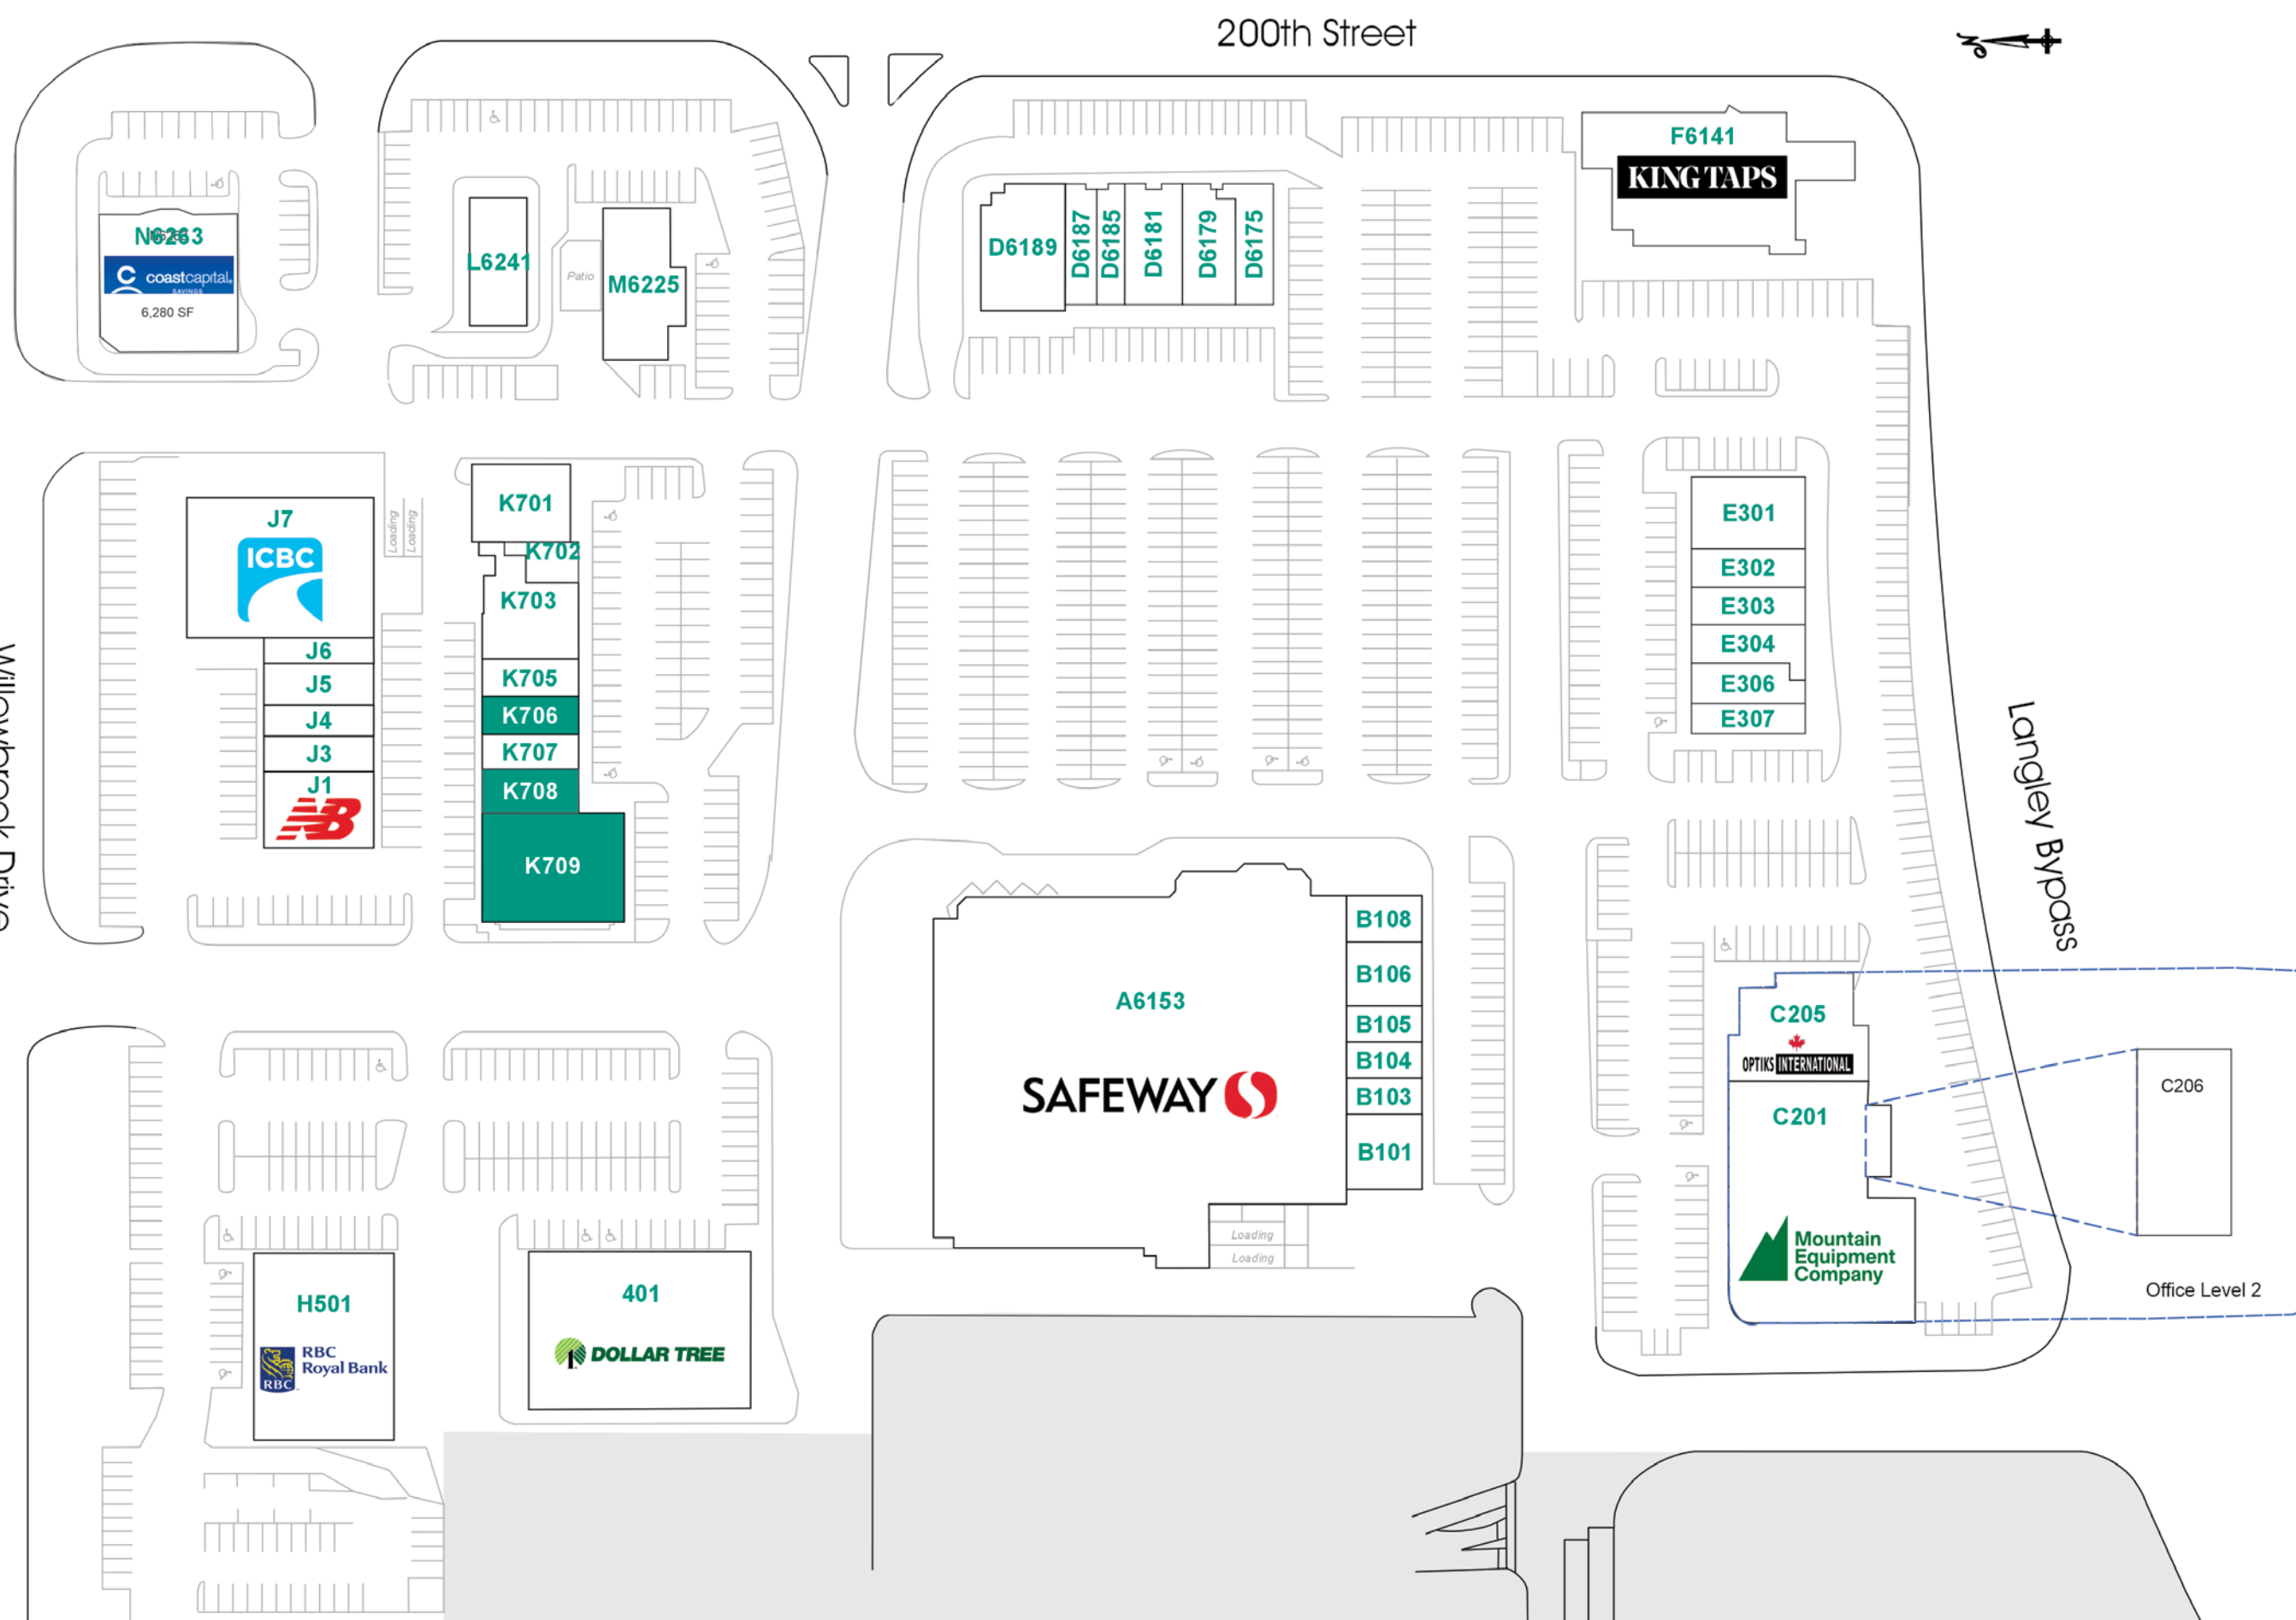 200th Street
N
F6141
KING TAPS
N6263
coastcapital
SAVINGS
6,280 SF
L6241
Patio
M6225
D6189
D6187
D6185
D6181
D6179
D6175
J7
ICBC
Loading
Loading
K701
K702
K703
K705
K706
K707
K708
K709
J6
J5
J4
J3
J1
NB
Willowbrook Drive
E301
E302
E303
E304
E306
E307
Langley Bypass
A6153
SAFEWAY
B108
B106
B105
B104
B103
B101
Loading
Loading
C205
OPTIKS INTERNATIONAL
C201
Mountain
Equipment
Company
C206
Office Level 2
H501
RBC
RBC
Royal Bank
401
DOLLAR TREE